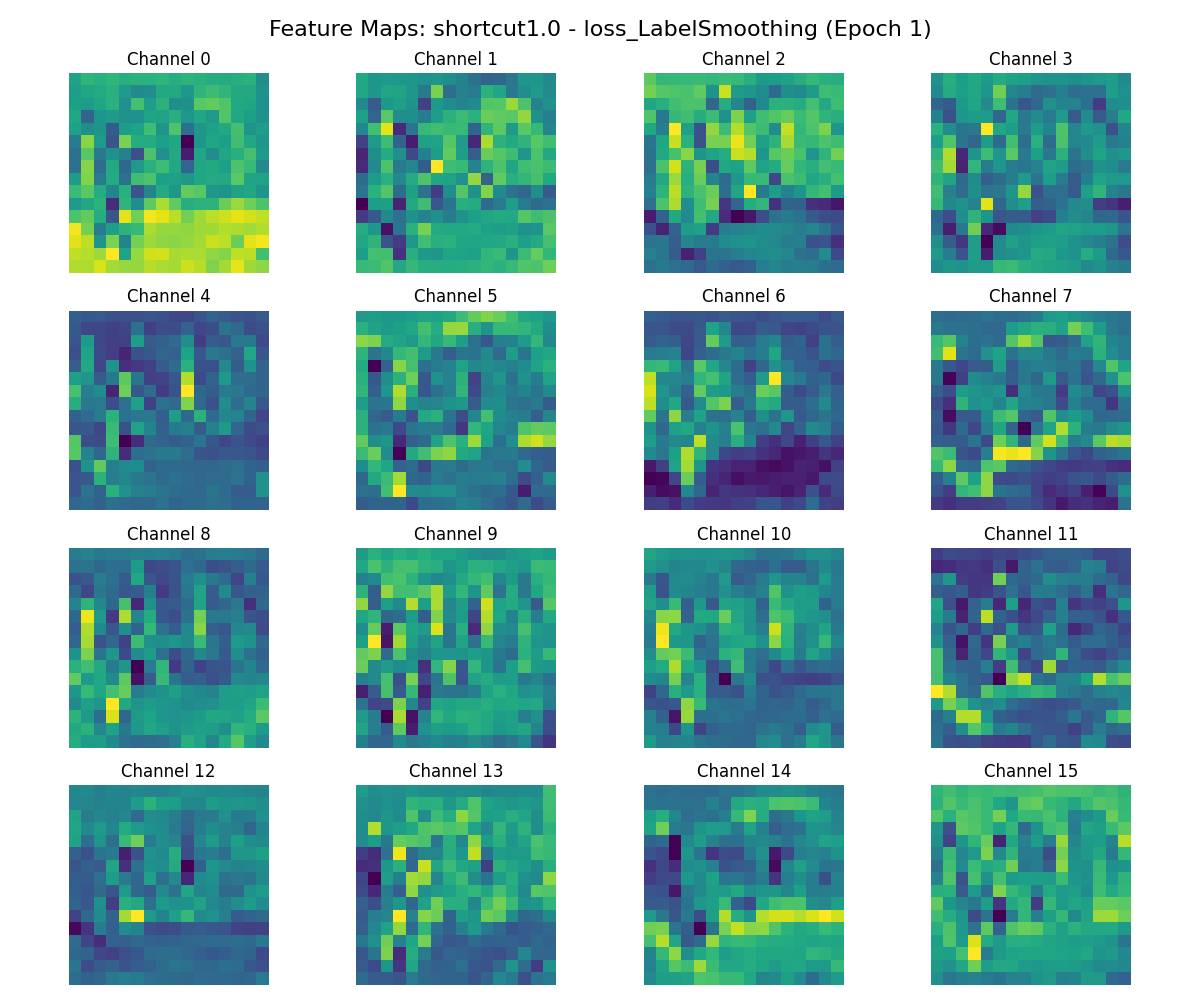 Feature Maps: shortcut1.0 - loss_LabelSmoothing (Epoch 1)
Channel 0
Channel 1
Channel 2
Channel 3
Channel 4
Channel 5
Channel 6
Channel 7
Channel 8
Channel 9
Channel 10
Channel 11
Channel 12
Channel 13
Channel 14
Channel 15